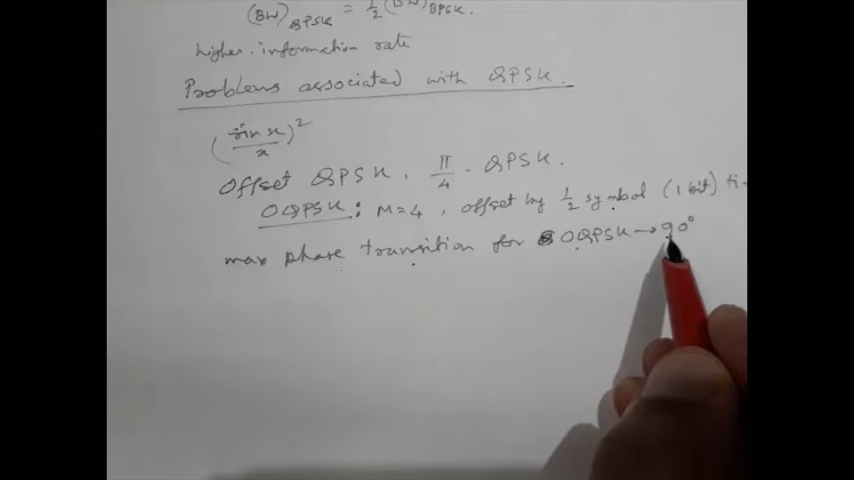 (BW)QPSK = 1/2 (BW)BPSK.
higher information rate
Problems associated with QPSK.
(sin x / x)²
Offset QPSK, π/4 - QPSK.
OQPSK : M=4, offset by 1/2 symbol (1 bit) ti
max phase transition for OQPSK → 90°